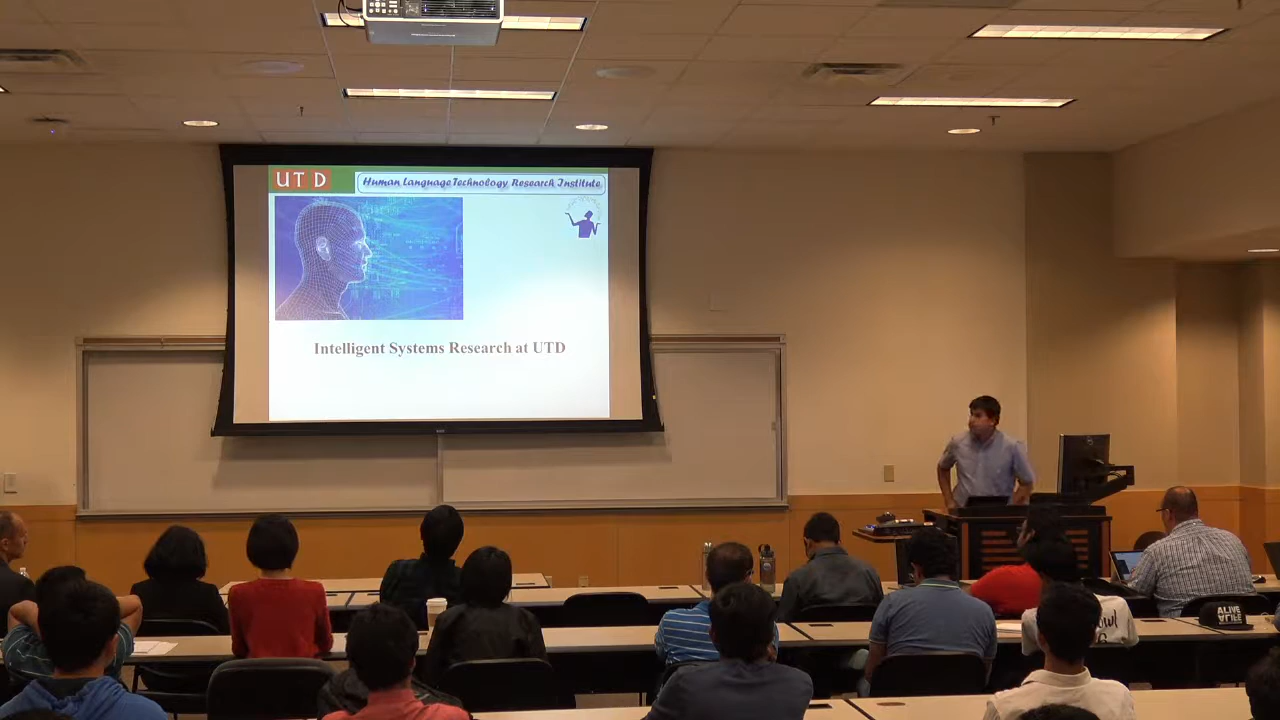 UTD
Human Language Technology Research Institute
Intelligent Systems Research at UTD
ALIVE